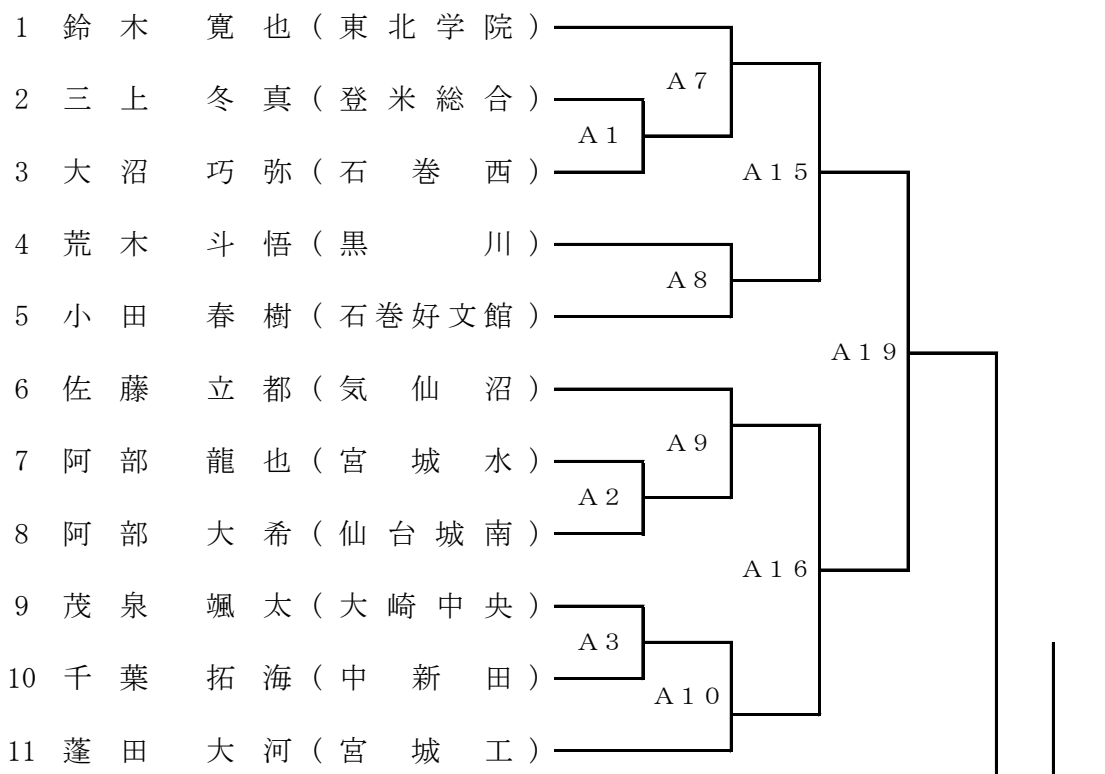 1 鈴木 寛也(東北学院)
A7
2 三上 冬真(登米総合)
A1
3 大沼 巧弥(石巻西)
A15
4 荒木 斗悟(黒川)
A8
5 小田 春樹(石巻好文館)
A19
6 佐藤 立都(気仙沼)
A9
7 阿部 龍也(宮城水)
A2
8 阿部 大希(仙台城南)
A16
9 茂泉 颯太(大崎中央)
A3
10 千葉 拓海(中新田)
A10
11 蓬田 大河(宮城工)